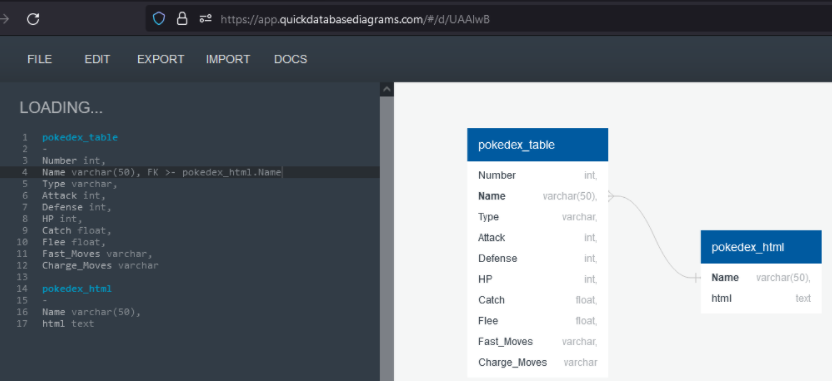 https://app.quickdatabasediagrams.com/#/d/UAAlwB
FILE EDIT EXPORT IMPORT DOCS
LOADING...
1 pokedex_table
2 -
3 Number int,
4 Name varchar(50), FK >- pokedex_html.Name
5 Type varchar,
6 Attack int,
7 Defense int,
8 HP int,
9 Catch float,
10 Flee float,
11 Fast_Moves varchar,
12 Charge_Moves varchar
13
14 pokedex_html
15 -
16 Name varchar(50),
17 html text
pokedex_table
Number int,
Name varchar(50),
Type varchar,
Attack int,
Defense int,
HP int,
Catch float,
Flee float,
Fast_Moves varchar,
Charge_Moves varchar
pokedex_html
Name varchar(50),
html text